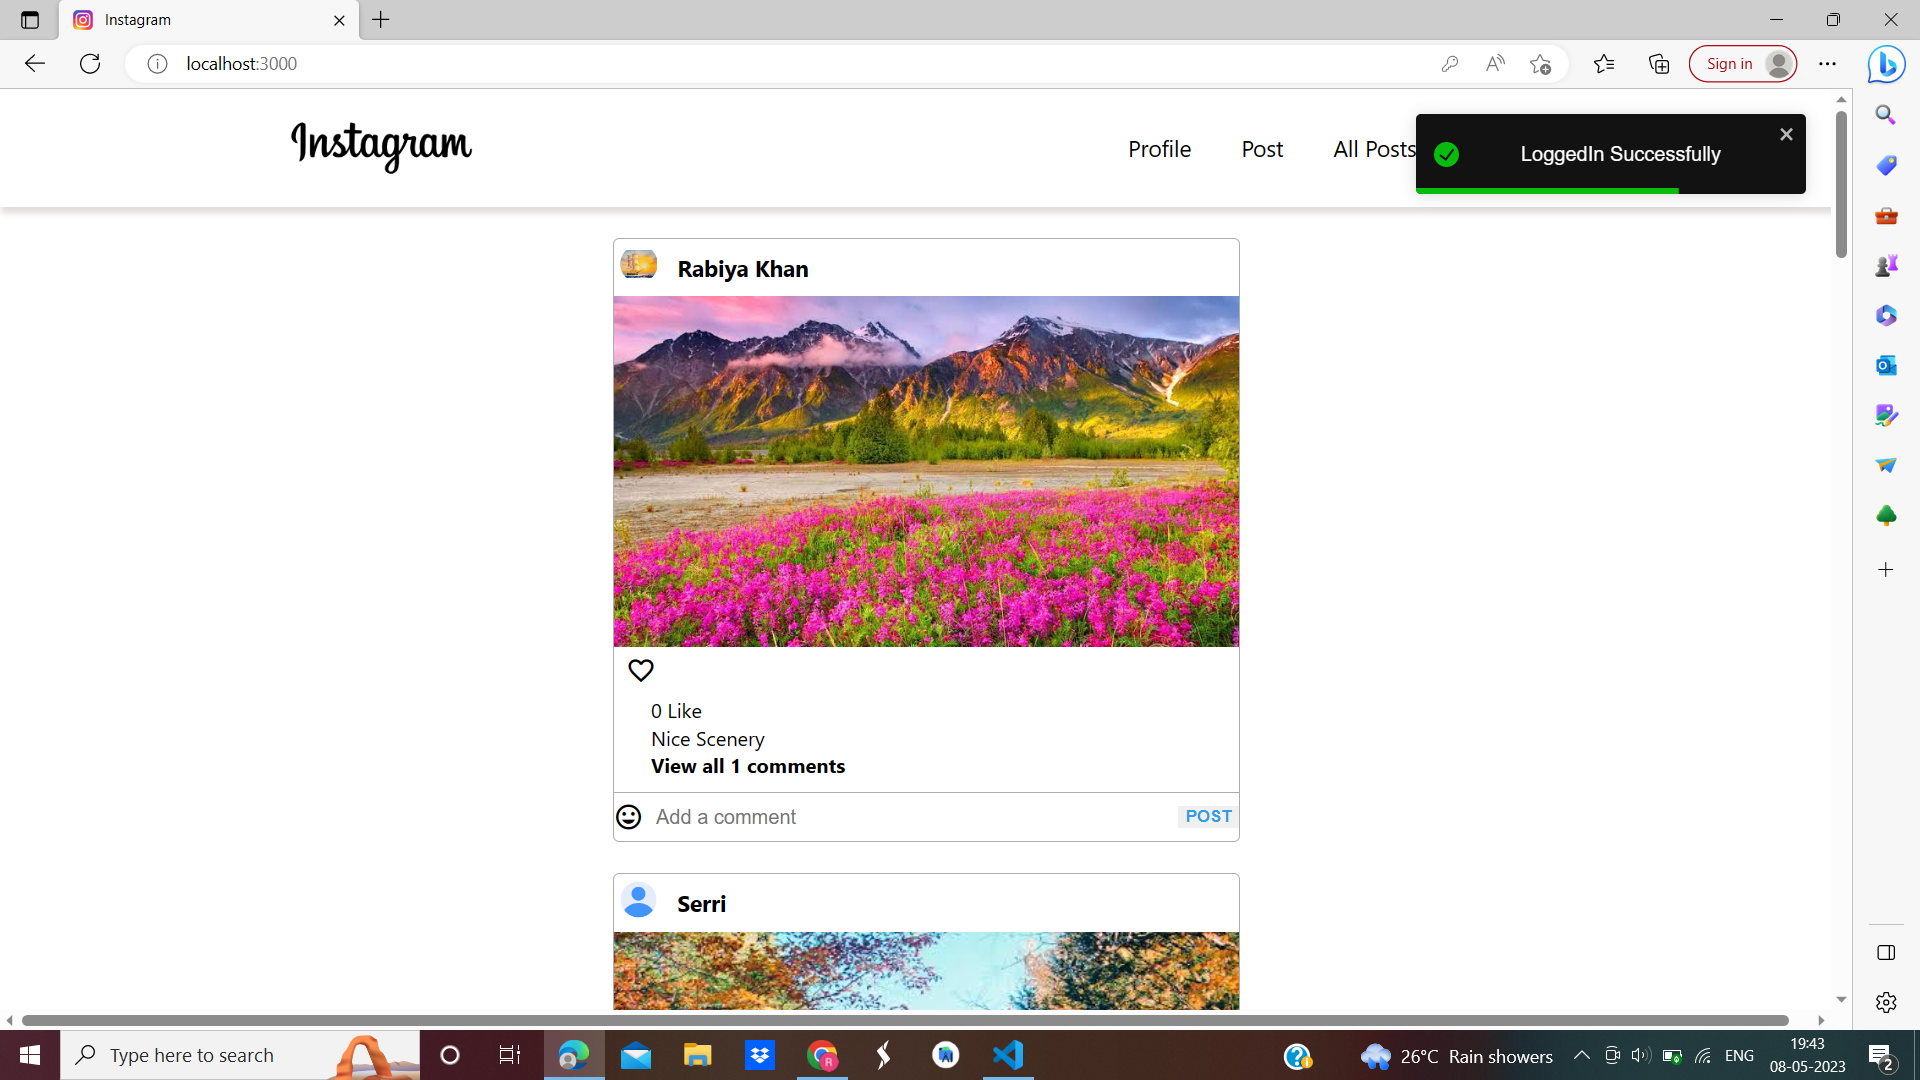 Instagram
localhost:3000
Sign in
Instagram
Profile
Post
All Posts
LoggedIn Successfully
Rabiya Khan
0 Like
Nice Scenery
View all 1 comments
Add a comment
POST
Serri
Type here to search
26°C Rain showers
ENG
19:43
08-05-2023
2